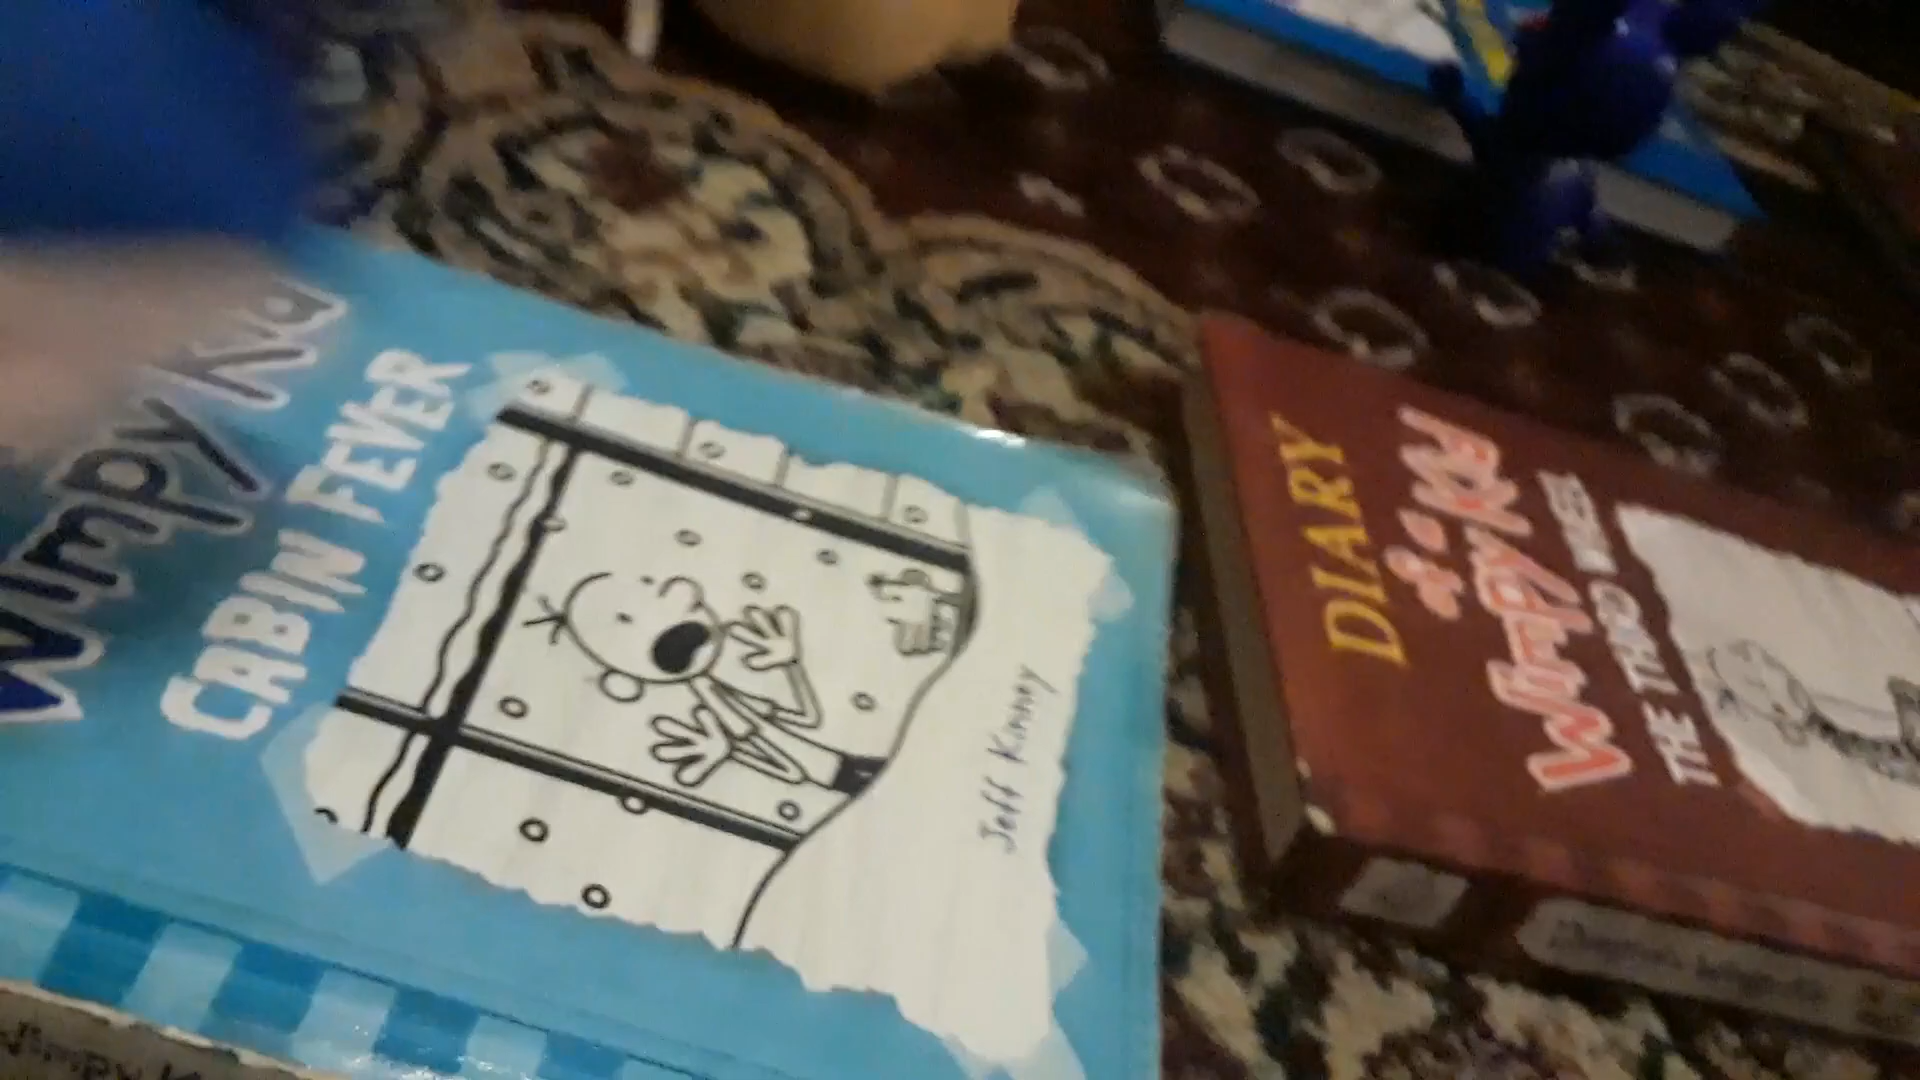 Wimpy Kid
CABIN FEVER
Jeff Kinney
DIARY
of a
Wimpy Kid
THE THIRD WHEEL